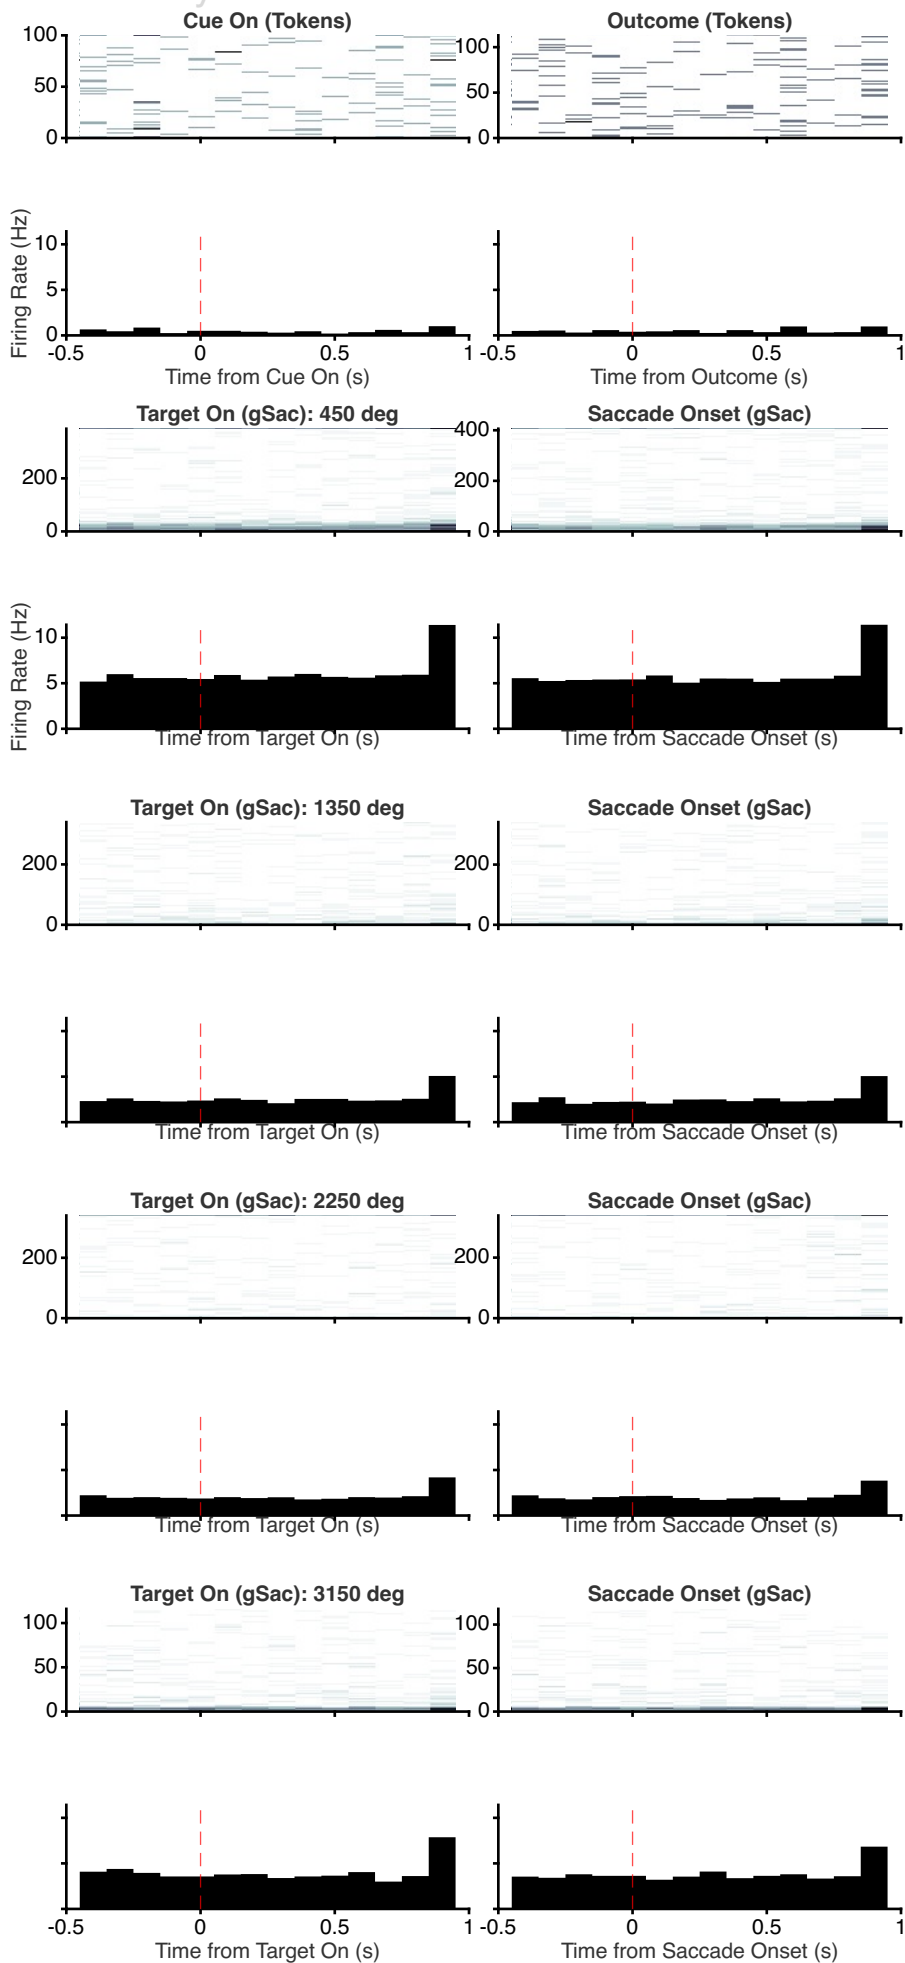 Cue On (Tokens) Outcome (Tokens)
100 100
50 50
0 0
Firing Rate (Hz)
10
5
0
-0.5 0 0.5 1 -0.5 0 0.5 1
Time from Cue On (s) Time from Outcome (s)
Target On (gSac): 450 deg Saccade Onset (gSac)
400
200 200
0 0
Firing Rate (Hz)
10
5
0
Time from Target On (s) Time from Saccade Onset (s)
Target On (gSac): 1350 deg Saccade Onset (gSac)
200 200
0 0
Time from Target On (s) Time from Saccade Onset (s)
Target On (gSac): 2250 deg Saccade Onset (gSac)
200 200
0 0
Time from Target On (s) Time from Saccade Onset (s)
Target On (gSac): 3150 deg Saccade Onset (gSac)
100 100
50 50
0 0
-0.5 0 0.5 1 -0.5 0 0.5 1
Time from Target On (s) Time from Saccade Onset (s)